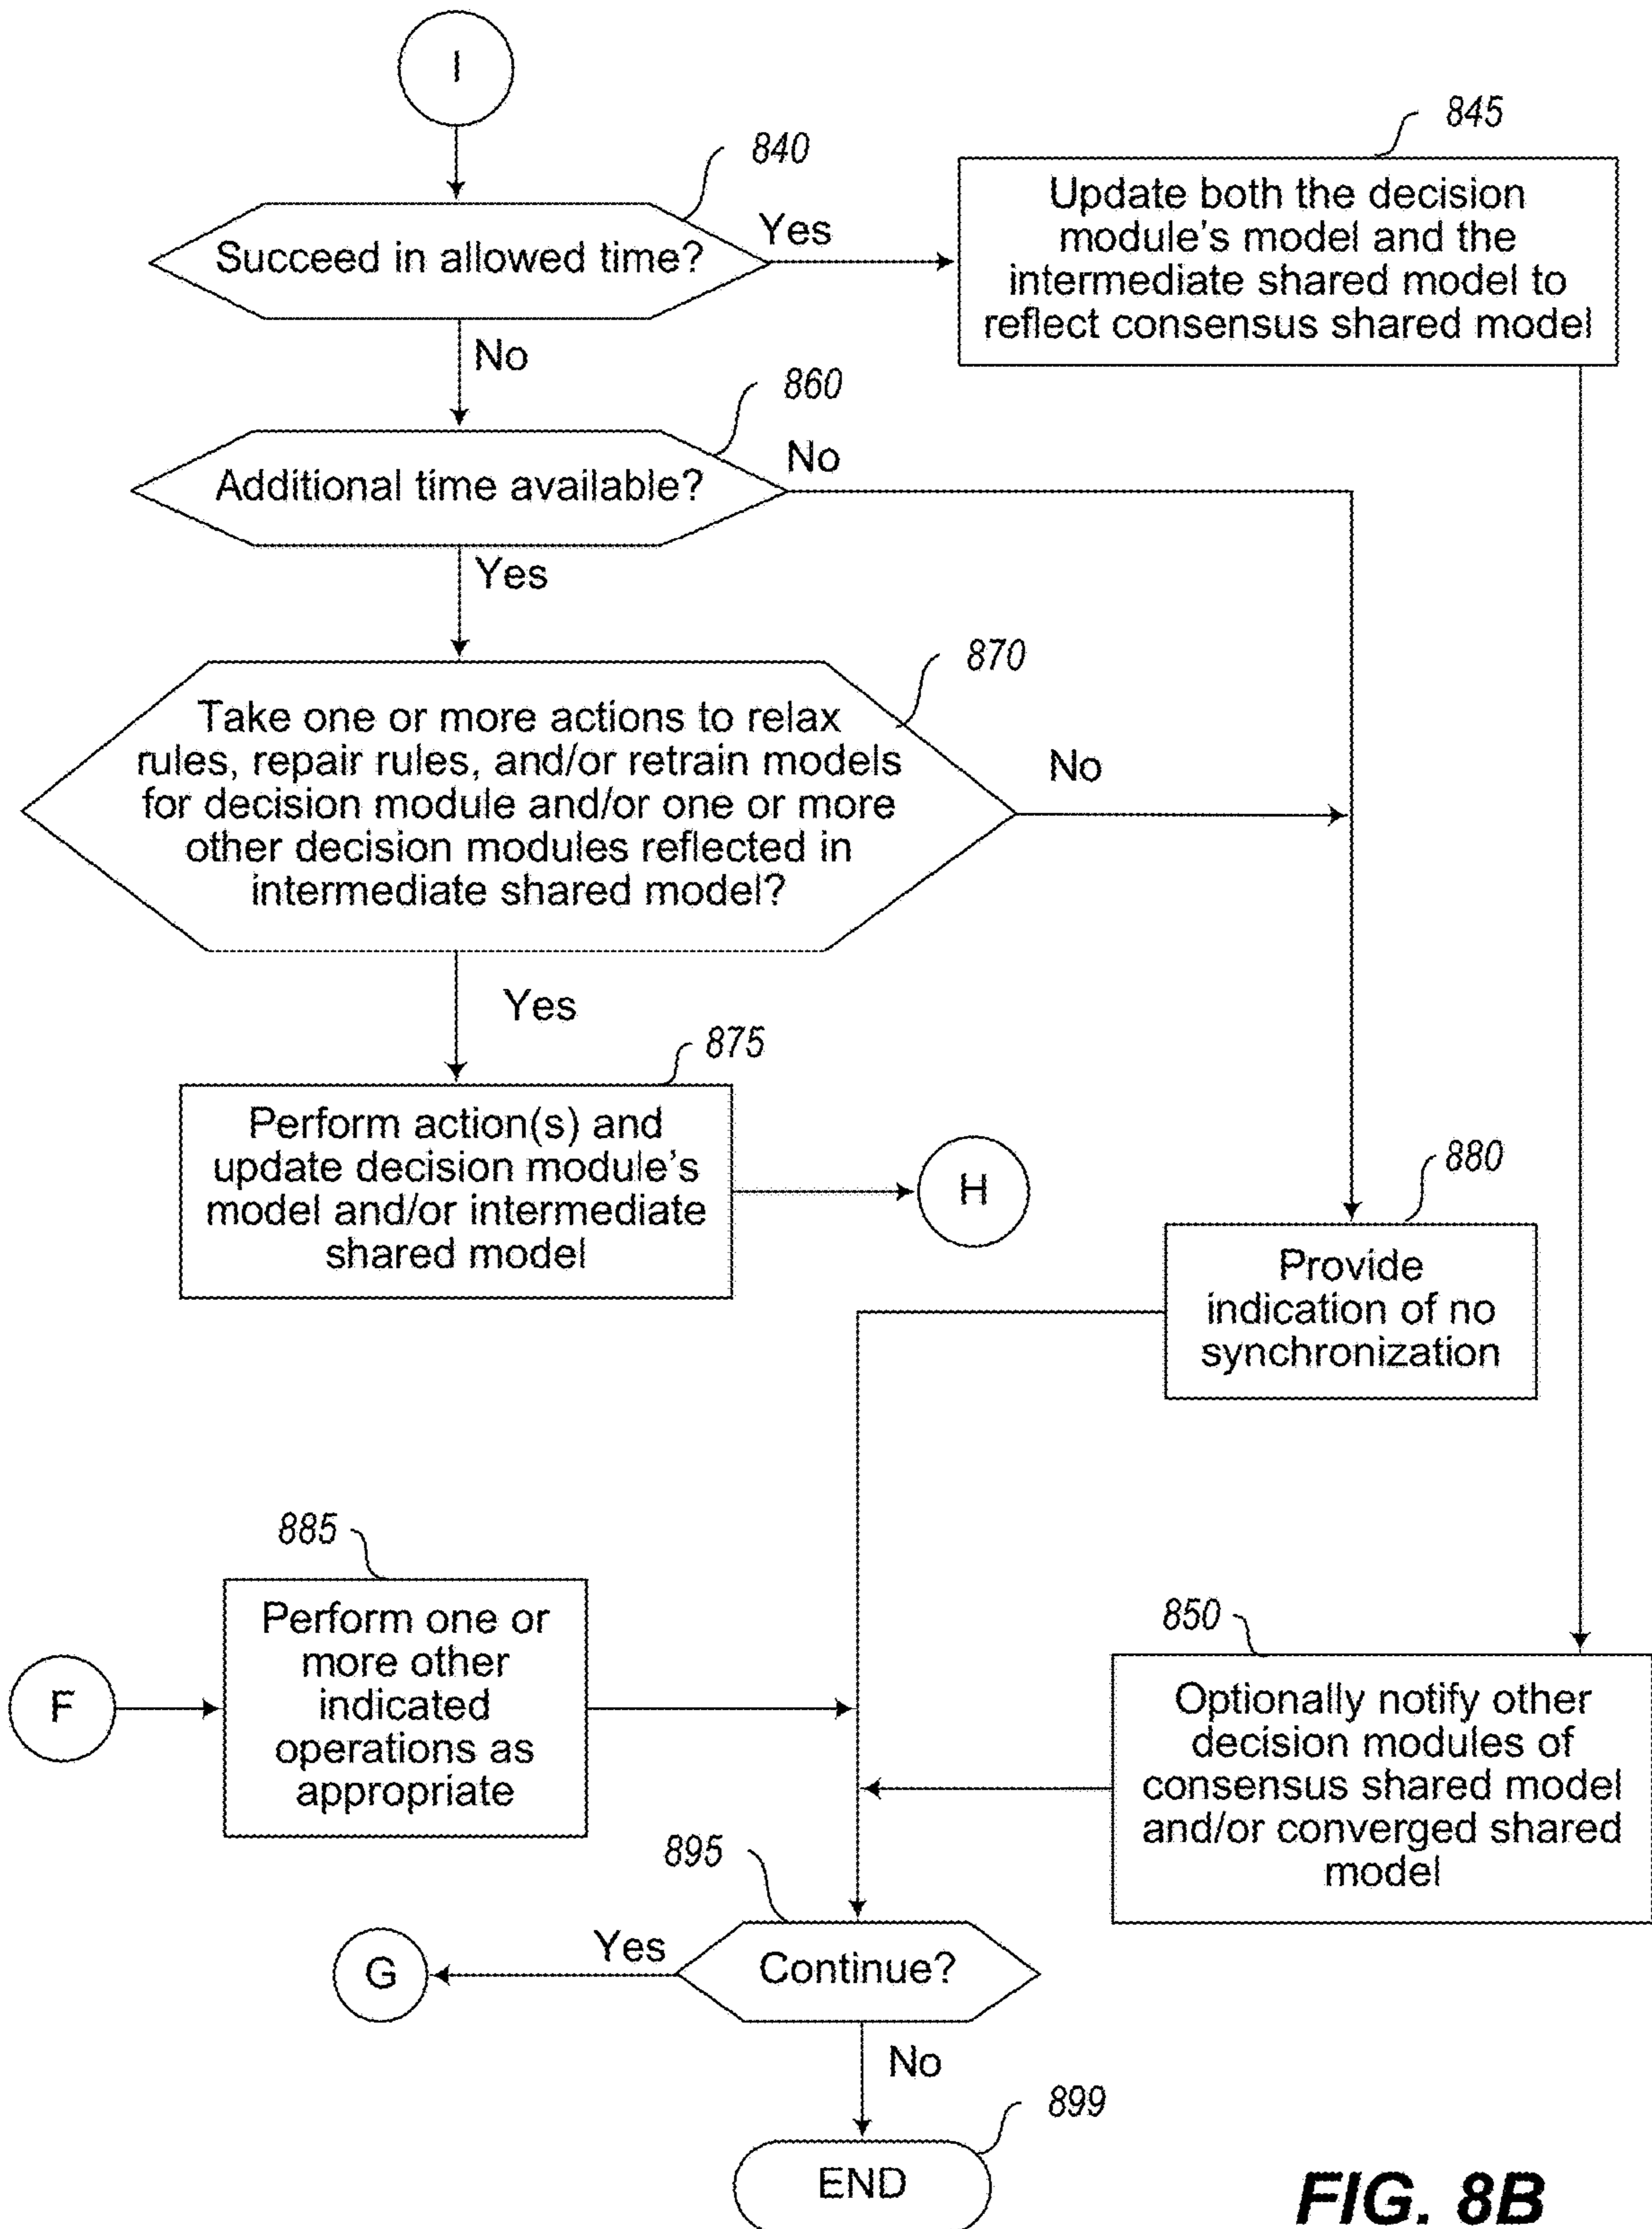 I
840
Succeed in allowed time?
Yes
845
Update both the decision
module's model and the
intermediate shared model to
reflect consensus shared model
No
860
Additional time available?
No
Yes
870
Take one or more actions to relax
rules, repair rules, and/or retrain models
for decision module and/or one or more
other decision modules reflected in
intermediate shared model?
No
Yes
875
Perform action(s) and
update decision module's
model and/or intermediate
shared model
H
880
Provide
indication of no
synchronization
885
F
Perform one or
more other
indicated
operations as
appropriate
850
Optionally notify other
decision modules of
consensus shared model
and/or converged shared
model
895
Continue?
Yes
G
No
899
END
FIG. 8B